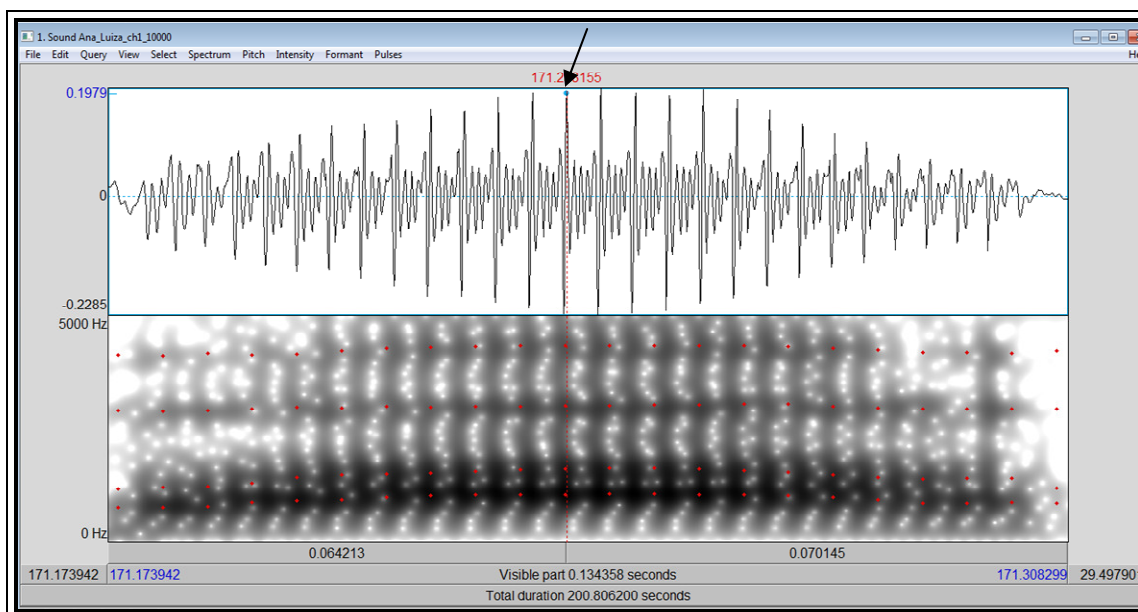 1. Sound Ana_Luiza_ch1_10000
File Edit Query View Select Spectrum Pitch Intensity Formant Pulses
0.1979
0
-0.2285
5000 Hz
0 Hz
0.064213 0.070145
171.173942 171.173942 Visible part 0.134358 seconds 171.308299 29.49790
Total duration 200.806200 seconds